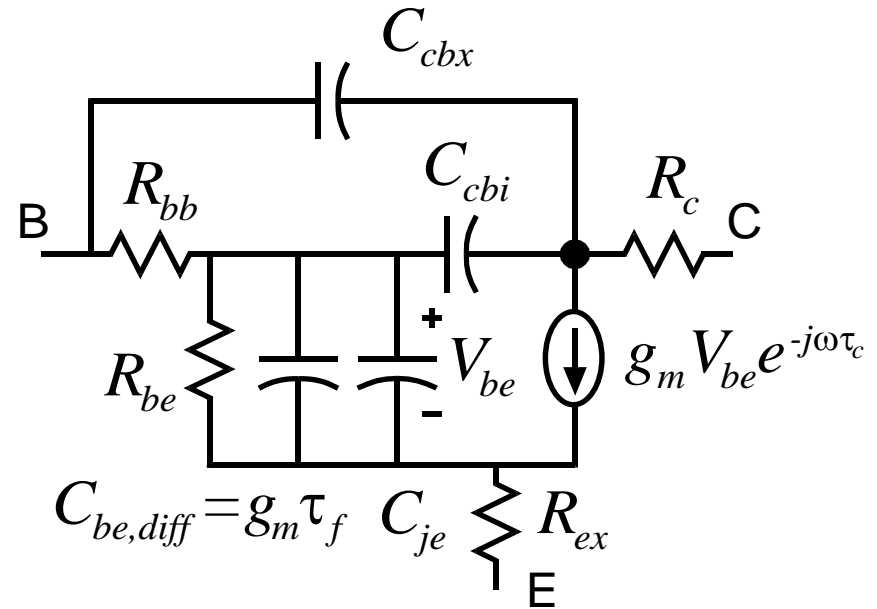 C_cbx
C_cbi
R_bb
R_c
B
C
+
R_be
V_be
g_m V_be e^-jωτ_c
−
C_be,diff = g_m τ_f
C_je
R_ex
E